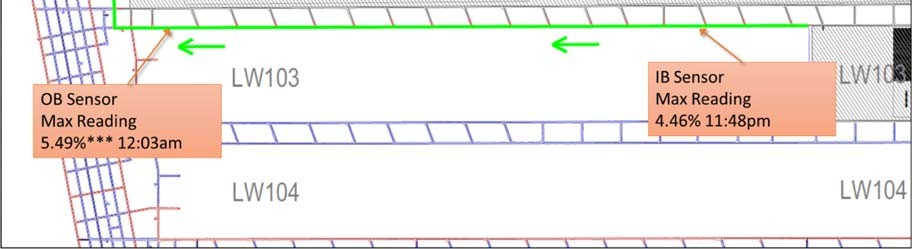 LW103
OB Sensor
Max Reading
5.49%*** 12:03am
IB Sensor
Max Reading
4.46% 11:48pm
LW103
LW104
LW104